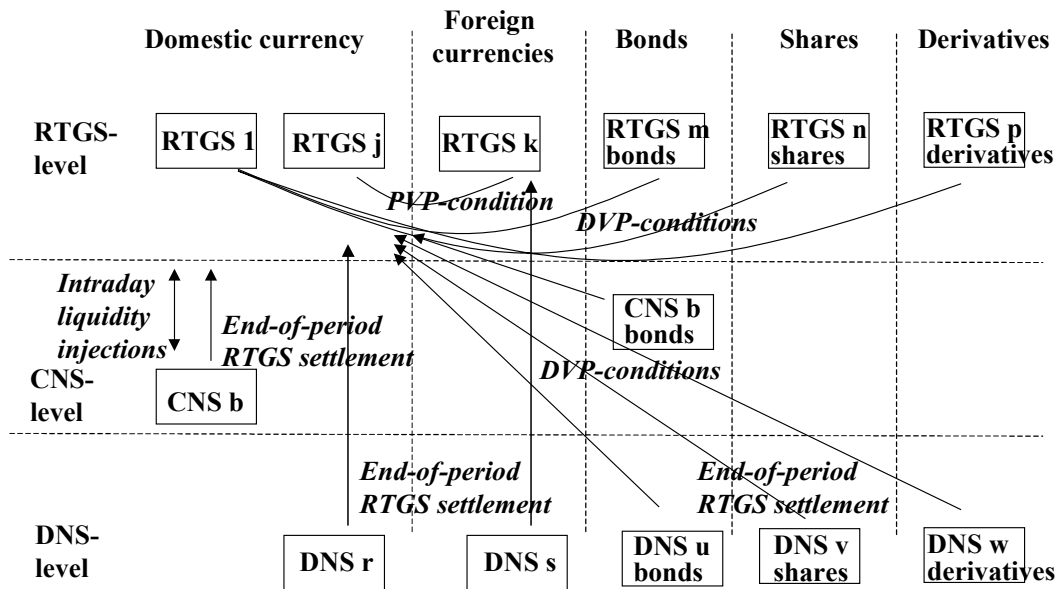 Domestic currency
Foreign
currencies
Bonds
Shares
Derivatives
RTGS-
level
RTGS 1
RTGS j
RTGS k
RTGS m
bonds
RTGS n
shares
RTGS p
derivatives
PVP-condition
DVP-conditions
Intraday
liquidity
injections
End-of-period
RTGS settlement
CNS b
bonds
DVP-conditions
CNS-
level
CNS b
End-of-period
RTGS settlement
End-of-period
RTGS settlement
DNS-
level
DNS r
DNS s
DNS u
bonds
DNS v
shares
DNS w
derivatives